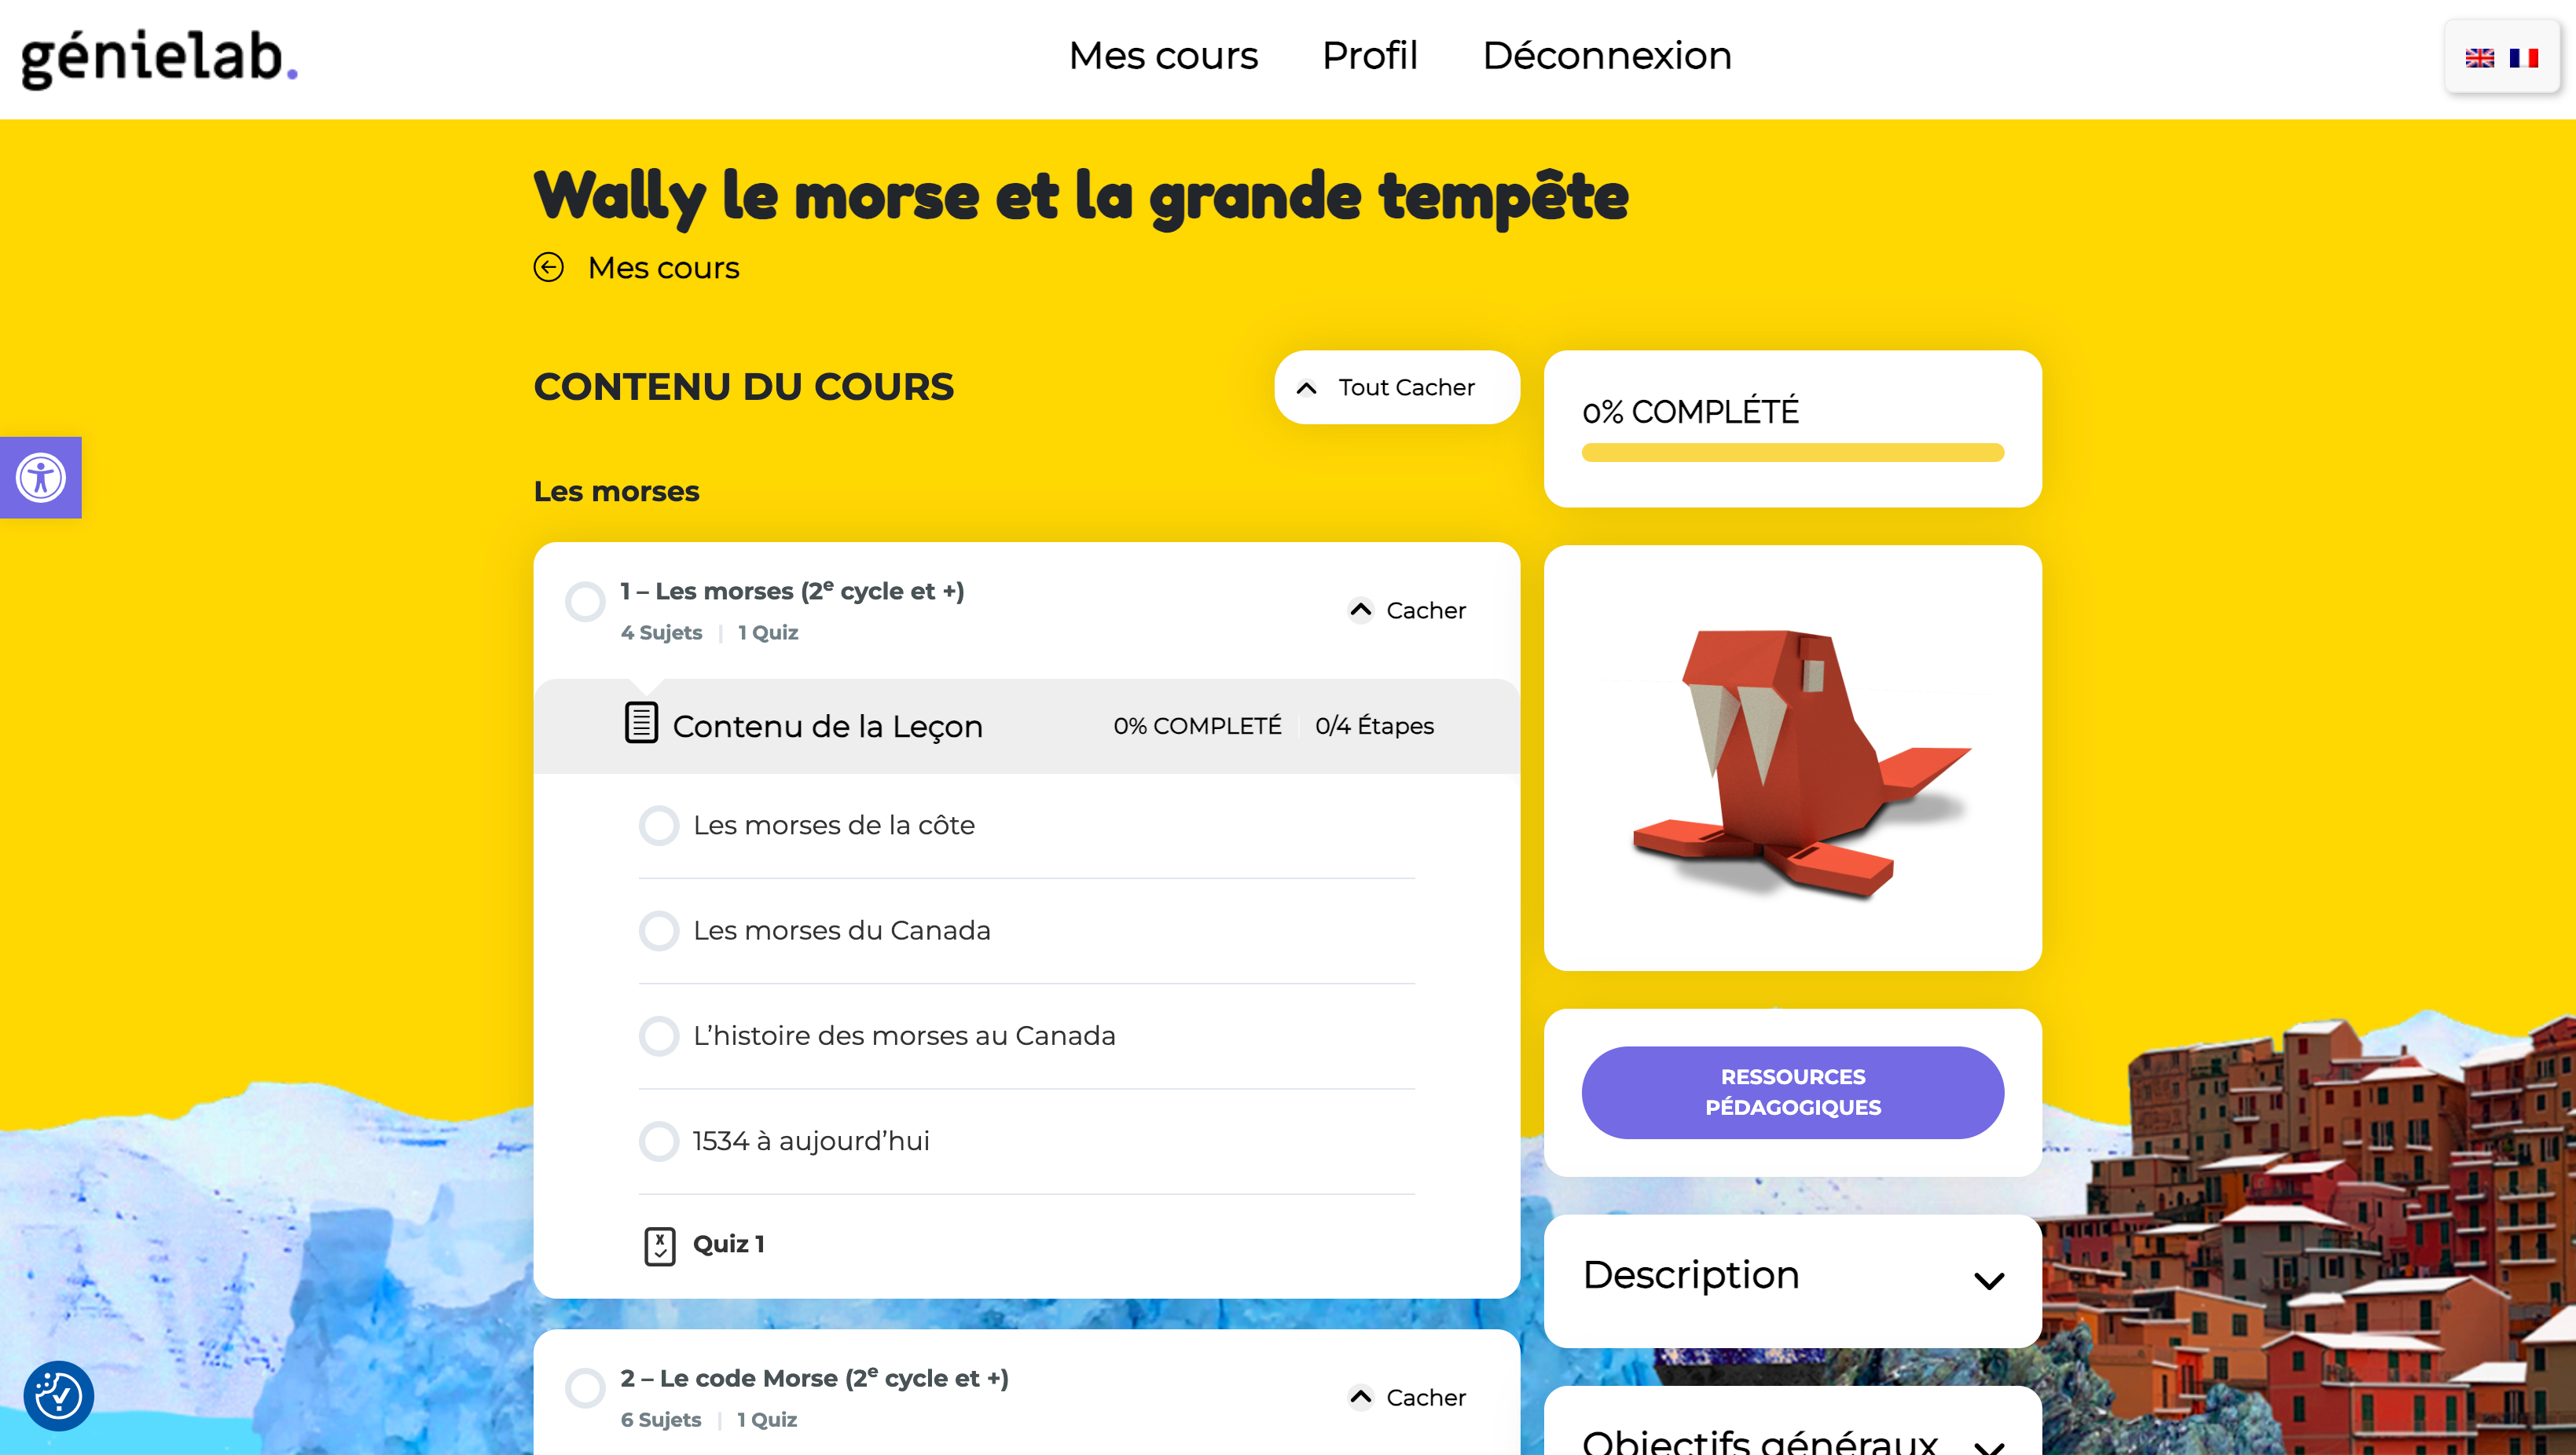 génielab.
Mes cours
Profil
Déconnexion
Wally le morse et la grande tempête
Mes cours
CONTENU DU COURS
Tout Cacher
Les morses
1 – Les morses (2e cycle et +)
4 Sujets | 1 Quiz
Cacher
Contenu de la Leçon
0% COMPLETÉ
0/4 Étapes
Les morses de la côte
Les morses du Canada
L’histoire des morses au Canada
1534 à aujourd’hui
Quiz 1
2 – Le code Morse (2e cycle et +)
6 Sujets | 1 Quiz
Cacher
0% COMPLÉTÉ
RESSOURCES
PÉDAGOGIQUES
Description
Objectifs généraux